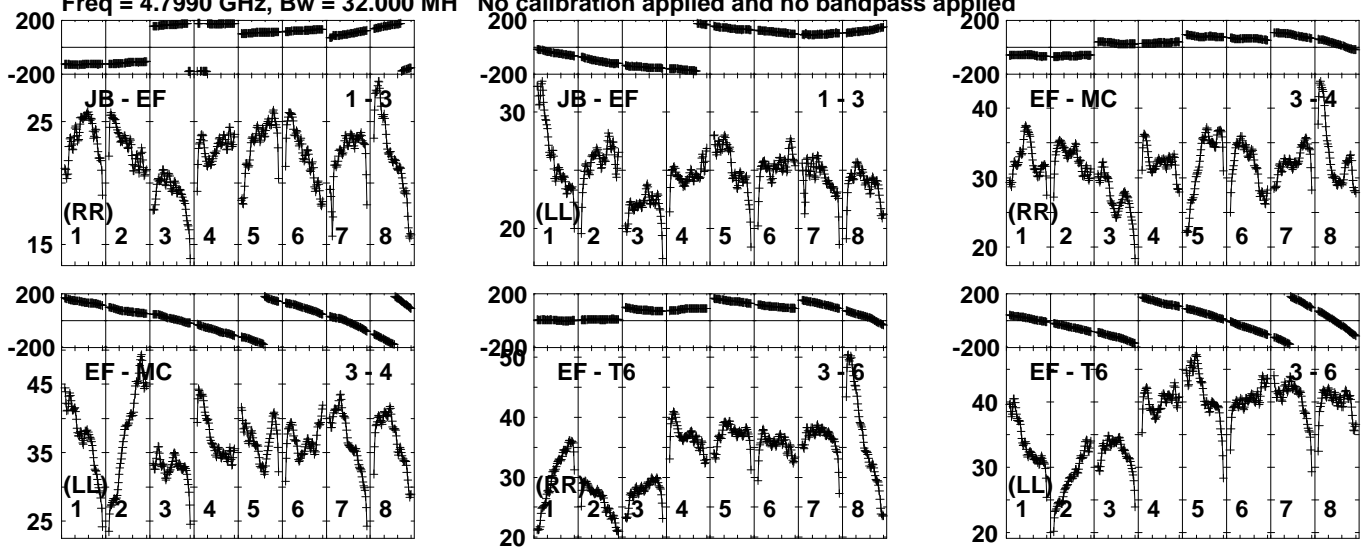 Freq = 4.7990 GHz, Bw = 32.000 MH No calibration applied and no bandpass applied
200
-200
25
15
JB - EF
1 - 3
(RR)
1 2 3 4 5 6 7 8
30
20
JB - EF
1 - 3
(LL)
1 2 3 4 5 6 7 8
200
-200
40
30
20
EF - MC
3 - 4
(RR)
1 2 3 4 5 6 7 8
200
-200
45
35
25
EF - MC
3 - 4
(LL)
1 2 3 4 5 6 7 8
200
-200
50
40
30
20
EF - T6
3 - 6
(RR)
1 2 3 4 5 6 7 8
200
-200
40
30
20
EF - T6
3 - 6
(LL)
1 2 3 4 5 6 7 8